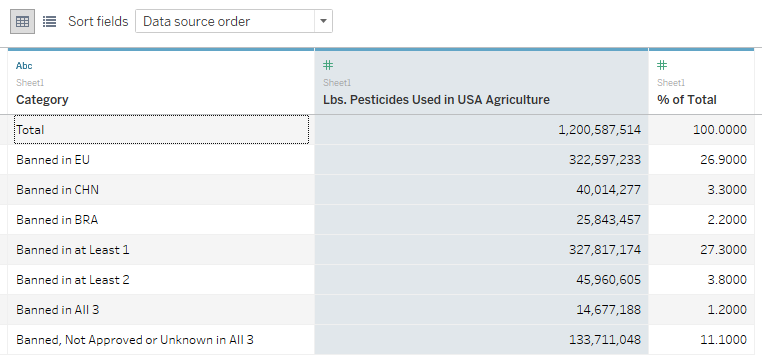 Sort fields Data source order
Abc # #
Sheet1 Sheet1 Sheet1
Category Lbs. Pesticides Used in USA Agriculture % of Total
Total 1,200,587,514 100.0000
Banned in EU 322,597,233 26.9000
Banned in CHN 40,014,277 3.3000
Banned in BRA 25,843,457 2.2000
Banned in at Least 1 327,817,174 27.3000
Banned in at Least 2 45,960,605 3.8000
Banned in All 3 14,677,188 1.2000
Banned, Not Approved or Unknown in All 3 133,711,048 11.1000